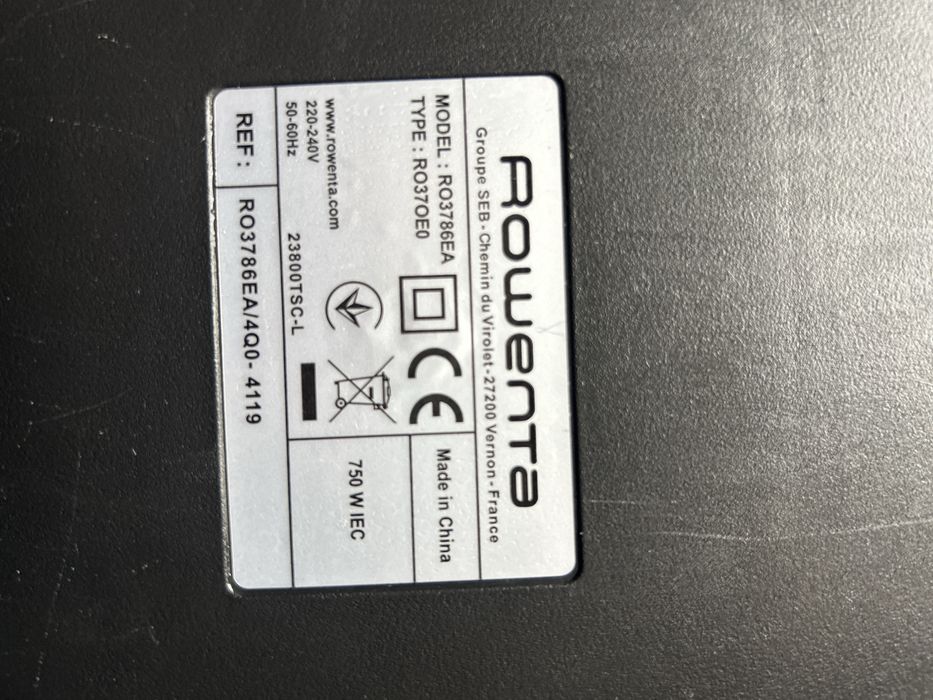 Rowenta
Groupe SEB - Chemin du Virolet - 27200 Vernon - France
MODEL : RO3786EA
TYPE : RO37OE0
Made in China
www.rowenta.com
220-240V
50-60Hz
23800TSC-L
750 W IEC
REF : RO3786EA/4Q0- 4119